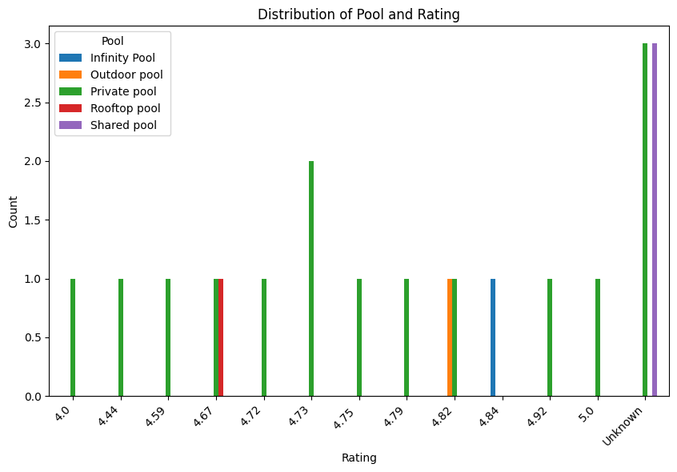 Distribution of Pool and Rating
Pool
Infinity Pool
Outdoor pool
Private pool
Rooftop pool
Shared pool
Count
3.0
2.5
2.0
1.5
1.0
0.5
0.0
4.0
4.44
4.59
4.67
4.72
4.73
4.75
4.79
4.82
4.84
4.92
5.0
Unknown
Rating